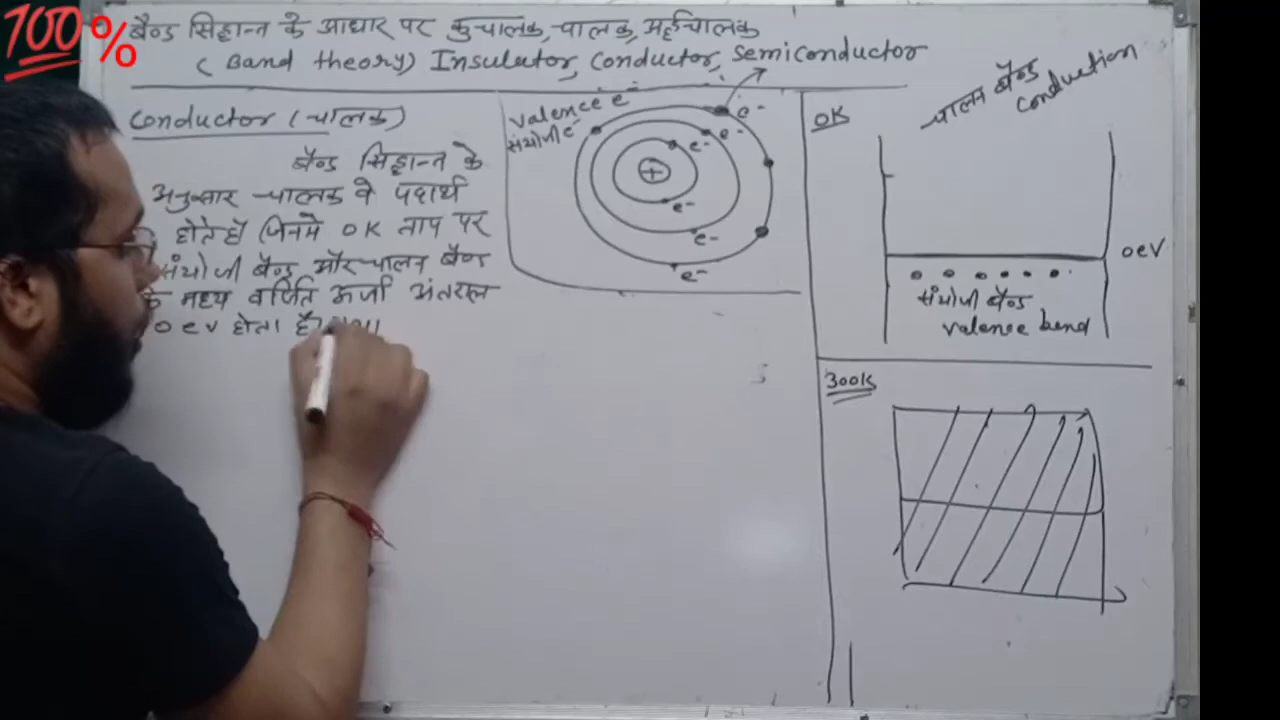 100%
बैण्ड सिद्धान्त के आधार पर कुचालक, चालक, अर्द्धचालक
(Band theory) Insulator, Conductor, Semiconductor
Conductor (चालक)
बैण्ड सिद्धान्त के
अनुसार चालक वे पदार्थ
होते है जिनमे 0K ताप पर
संयोजी बैण्ड और चालन बैण्ड
के मध्य वर्जित ऊर्जा अंतराल
0 eV होता है।
valence e-
संयोजी e-
e-
e-
e-
+
e-
e-
e-
0K
चालन बैण्ड
conduction
0eV
संयोजी बैण्ड
valence bend
300K